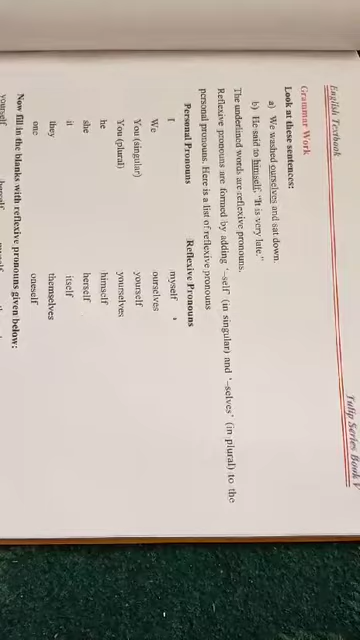 English Textbook
Tulip Series Book V
Grammar Work
Look at these sentences:
a) We washed ourselves and sat down.
b) He said to himself, "It is very late."
The underlined words are reflexive pronouns.
Reflexive pronouns are formed by adding '-self' (in singular) and '-selves' (in plural) to the
personal pronouns. Here is a list of reflexive pronouns
Personal Pronouns Reflexive Pronouns
I myself
We ourselves
You (singular) yourself
You (plural) yourselves
he himself
she herself
it itself
they themselves
one oneself
Now fill in the blanks with reflexive pronouns given below:
yourself